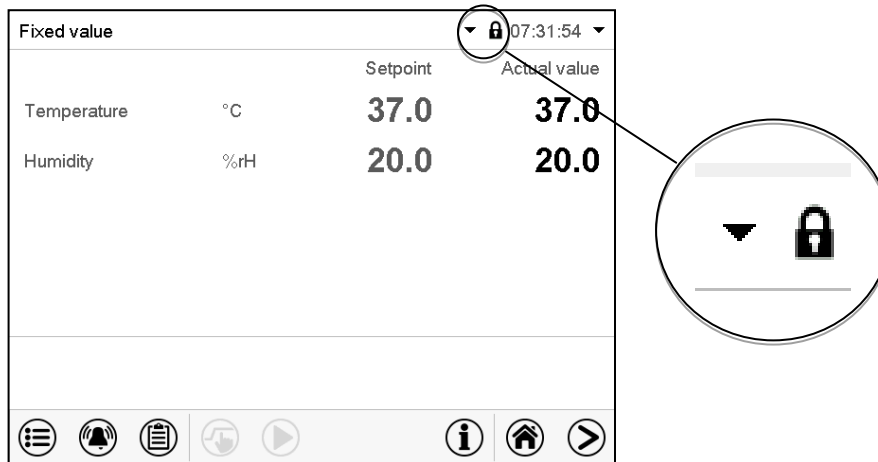 Fixed value 07:31:54
Setpoint Actual value
Temperature °C 37.0 37.0
Humidity %rH 20.0 20.0